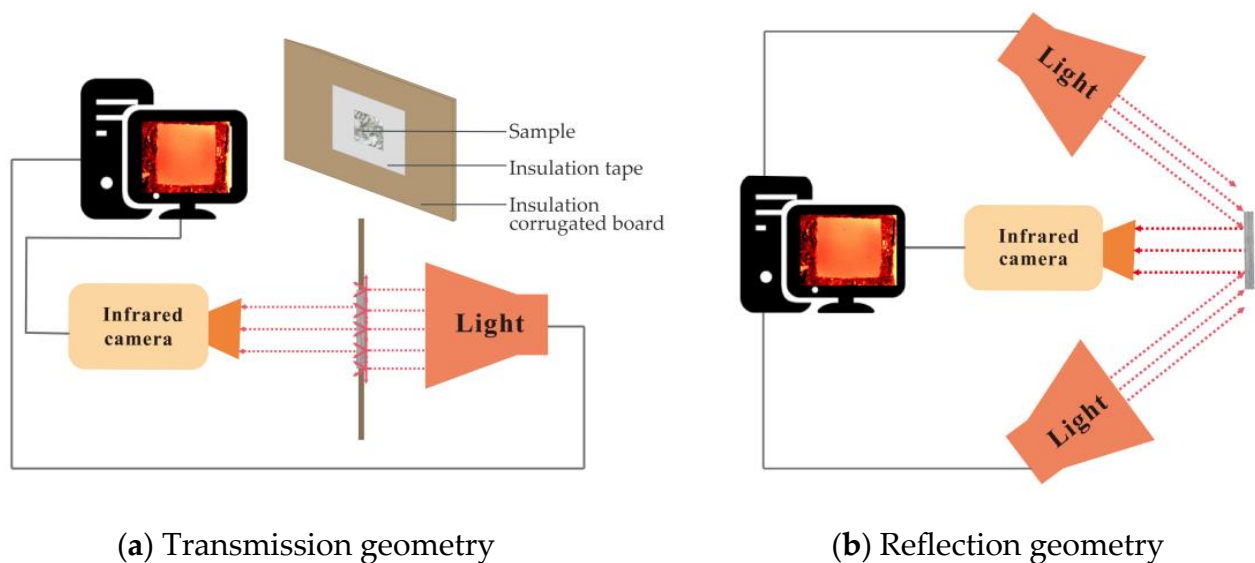 Sample
Insulation tape
Insulation
corrugated board
Infrared
camera
Light
(a) Transmission geometry
Light
Infrared
camera
Light
(b) Reflection geometry